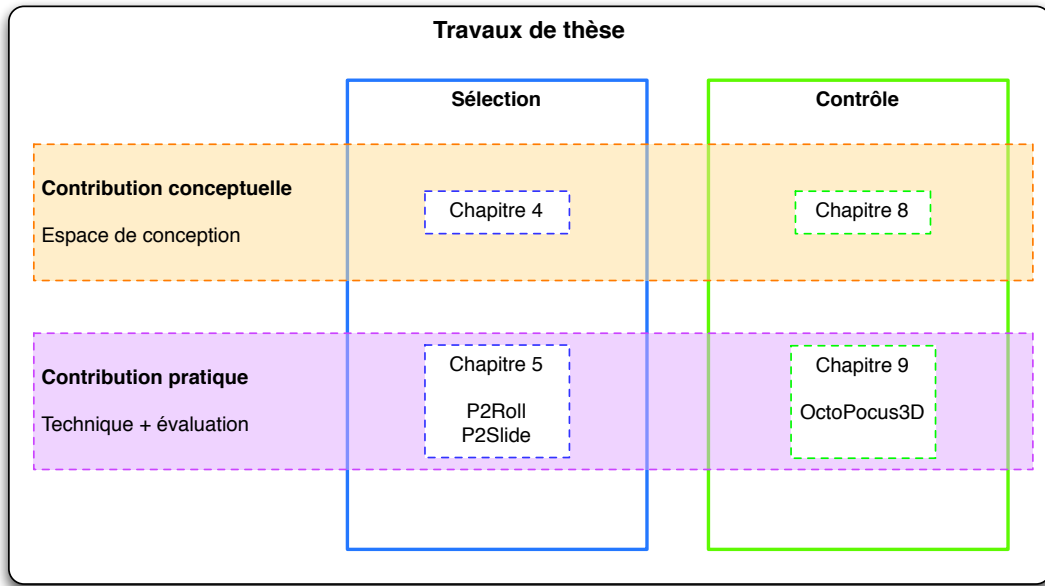 Travaux de thèse
Sélection
Contrôle
Contribution conceptuelle
Espace de conception
Chapitre 4
Chapitre 8
Contribution pratique
Technique + évaluation
Chapitre 5
P2Roll
P2Slide
Chapitre 9
OctoPocus3D